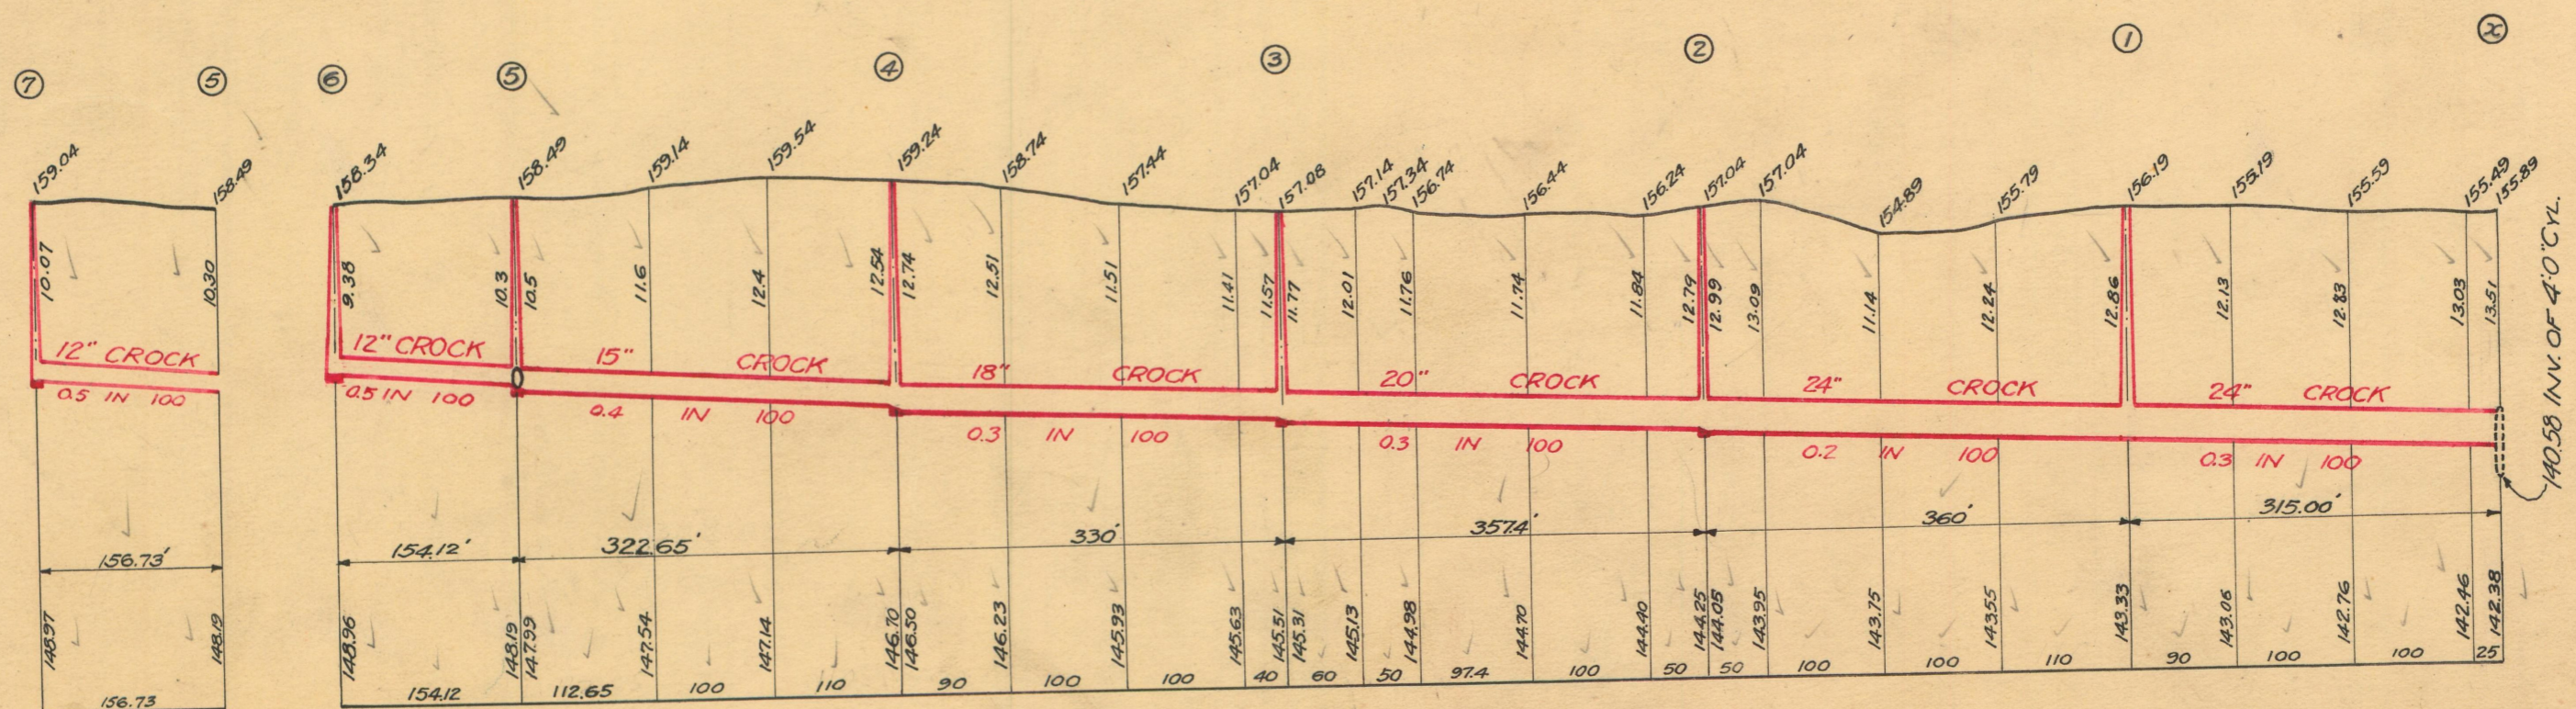 7 5 6 5 4 3 2 1 x
159.04 158.49 158.34 158.49 159.14 159.54 159.24 158.74 157.44 157.04 157.08 157.14 157.34 156.74 156.44 156.24 157.04 157.04 154.89 155.79 156.19 155.19 155.59 155.49 155.89
10.07 10.30 9.38 10.3 10.5 11.6 12.4 12.54 12.74 12.51 11.51 11.41 11.57 11.77 12.01 11.76 11.74 11.84 12.79 12.99 13.09 11.14 12.24 12.86 12.13 12.83 13.03 13.51
140.58 INV. OF 4'.0" CYL.
12" CROCK 12" CROCK 15" CROCK 18" CROCK 20" CROCK 24" CROCK 24" CROCK
0.5 IN 100 0.5 IN 100 0.4 IN 100 0.3 IN 100 0.3 IN 100 0.2 IN 100 0.3 IN 100
156.73' 154.12' 322.65' 330' 357.4' 360' 315.00'
148.97 148.19 148.96 148.19 147.99 147.54 147.14 146.70 146.50 146.23 145.93 145.63 145.51 145.31 145.13 144.98 144.70 144.40 144.25 144.05 143.95 143.75 143.55 143.33 143.06 142.76 142.46 142.38
156.73 154.12 112.65 100 110 90 100 100 40 60 50 97.4 100 50 50 100 100 110 90 100 100 25